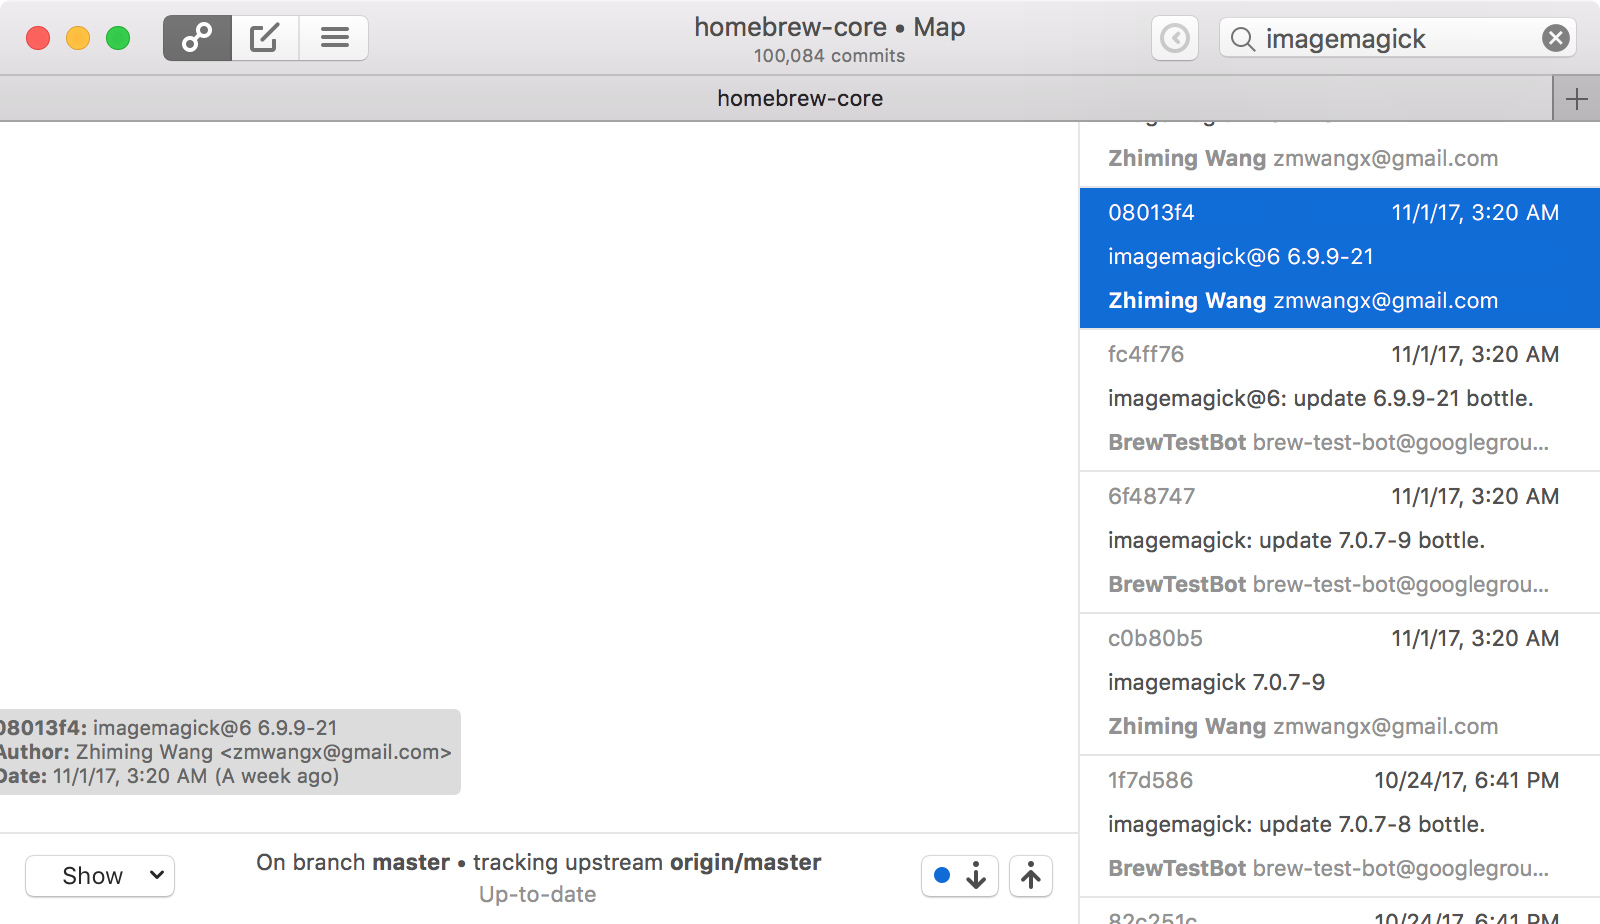 homebrew-core • Map
100,084 commits
imagemagick
homebrew-core
Zhiming Wang zmwangx@gmail.com
08013f4 11/1/17, 3:20 AM
imagemagick@6 6.9.9-21
Zhiming Wang zmwangx@gmail.com
fc4ff76 11/1/17, 3:20 AM
imagemagick@6: update 6.9.9-21 bottle.
BrewTestBot brew-test-bot@googlegrou...
6f48747 11/1/17, 3:20 AM
imagemagick: update 7.0.7-9 bottle.
BrewTestBot brew-test-bot@googlegrou...
c0b80b5 11/1/17, 3:20 AM
imagemagick 7.0.7-9
Zhiming Wang zmwangx@gmail.com
1f7d586 10/24/17, 6:41 PM
imagemagick: update 7.0.7-8 bottle.
BrewTestBot brew-test-bot@googlegrou...
82c251c 10/24/17, 6:41 PM
08013f4: imagemagick@6 6.9.9-21
Author: Zhiming Wang <zmwangx@gmail.com>
Date: 11/1/17, 3:20 AM (A week ago)
Show
On branch master • tracking upstream origin/master
Up-to-date